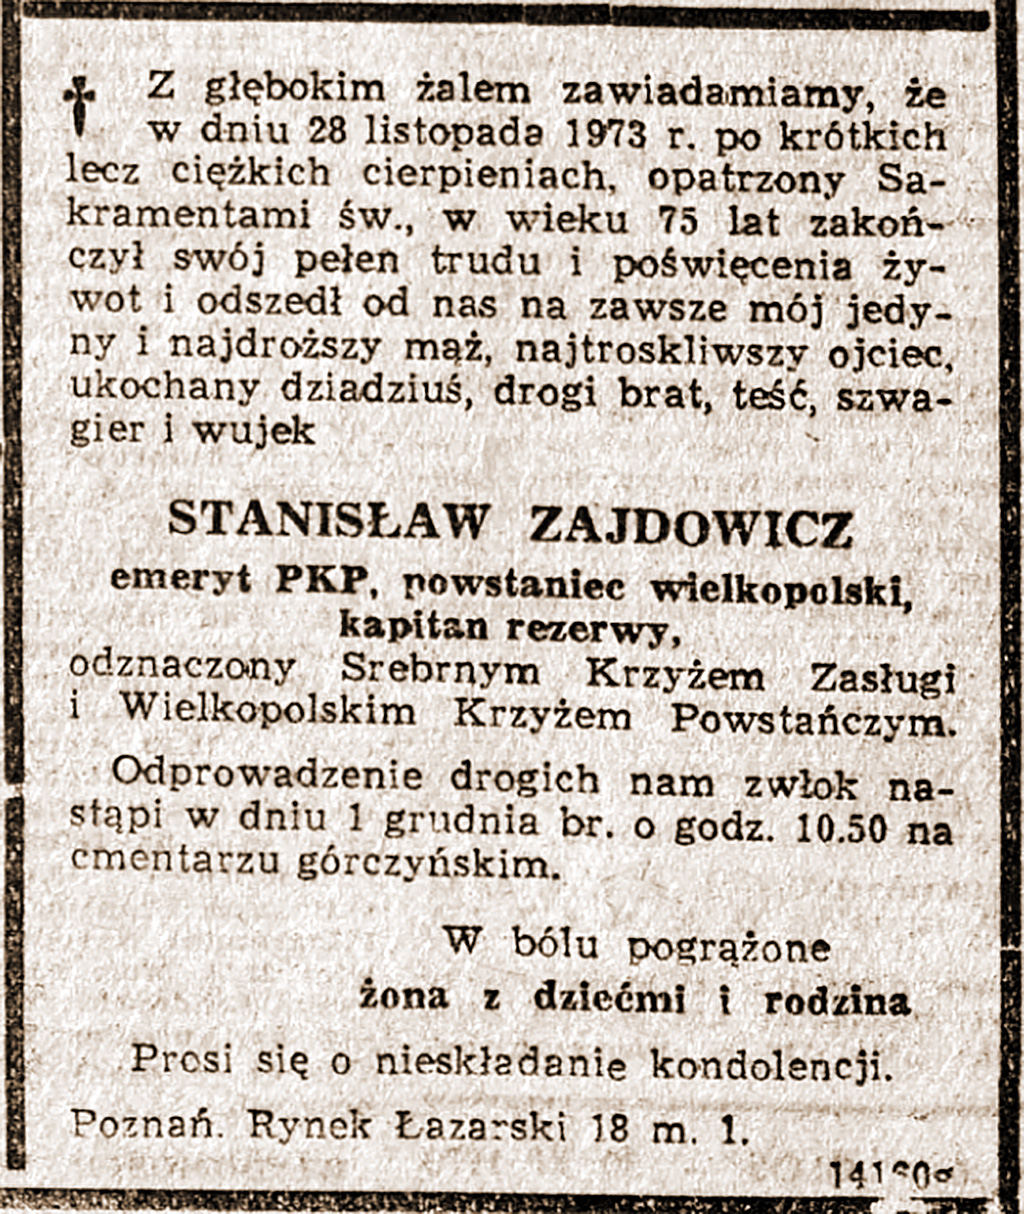 Z głębokim żalem zawiadamiamy, że
w dniu 28 listopada 1973 r. po krótkich
lecz ciężkich cierpieniach, opatrzony Sa-
kramentami św., w wieku 75 lat zakoń-
czył swój pełen trudu i poświęcenia ży-
wot i odszedł od nas na zawsze mój jedy-
ny i najdroższy mąż, najtroskliwszy ojciec,
ukochany dziadziuś, drogi brat, teść, szwa-
gier i wujek
STANISŁAW ZAJDOWICZ
emeryt PKP, powstaniec wielkopolski,
kapitan rezerwy,
odznaczony Srebrnym Krzyżem Zasługi
i Wielkopolskim Krzyżem Powstańczym.
Odprowadzenie drogich nam zwłok na-
stąpi w dniu 1 grudnia br. o godz. 10.50 na
cmentarzu górczyńskim.
W bólu pogrążone
żona z dziećmi i rodzina
Prosi się o nieskładanie kondolencji.
Poznań. Rynek Łazarski 18 m. 1.